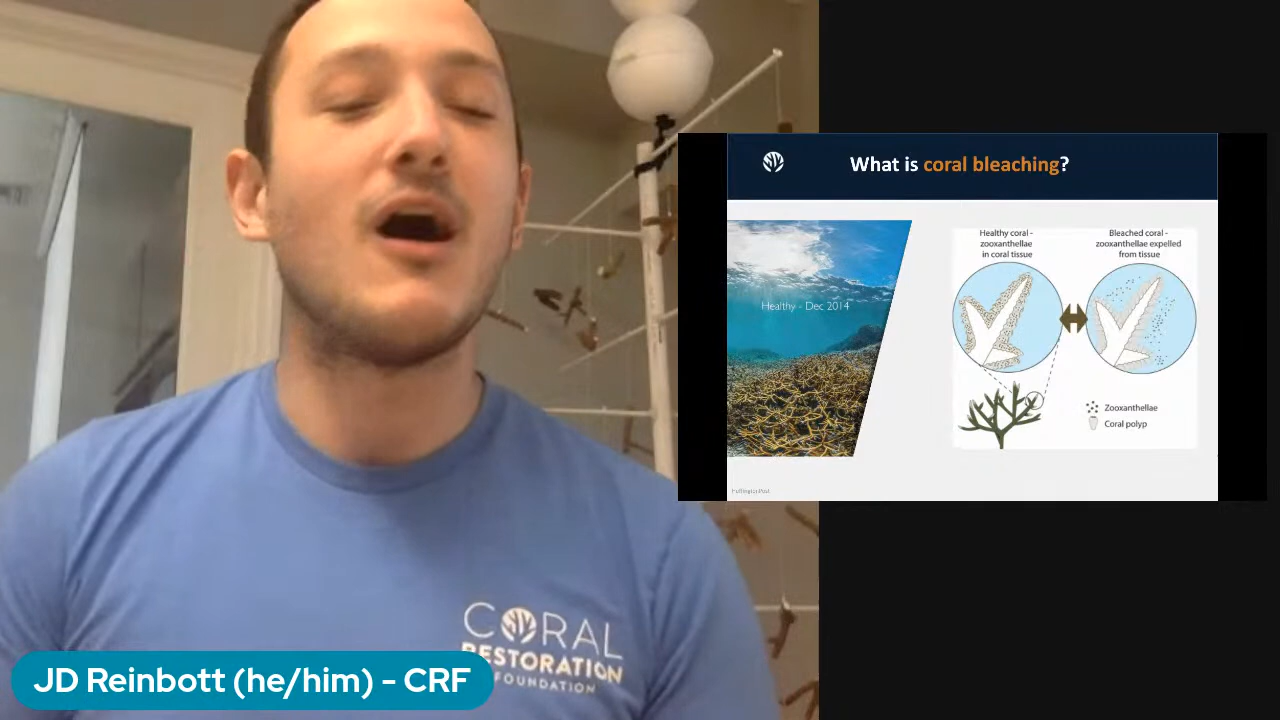 What is coral bleaching?
Healthy - Dec 2014
Healthy coral -
zooxanthellae
in coral tissue
Bleached coral -
zooxanthellae expelled
from tissue
Zooxanthellae
Coral polyp
HuffingtonPost
CORAL
RESTORATION
FOUNDATION
JD Reinbott (he/him) - CRF